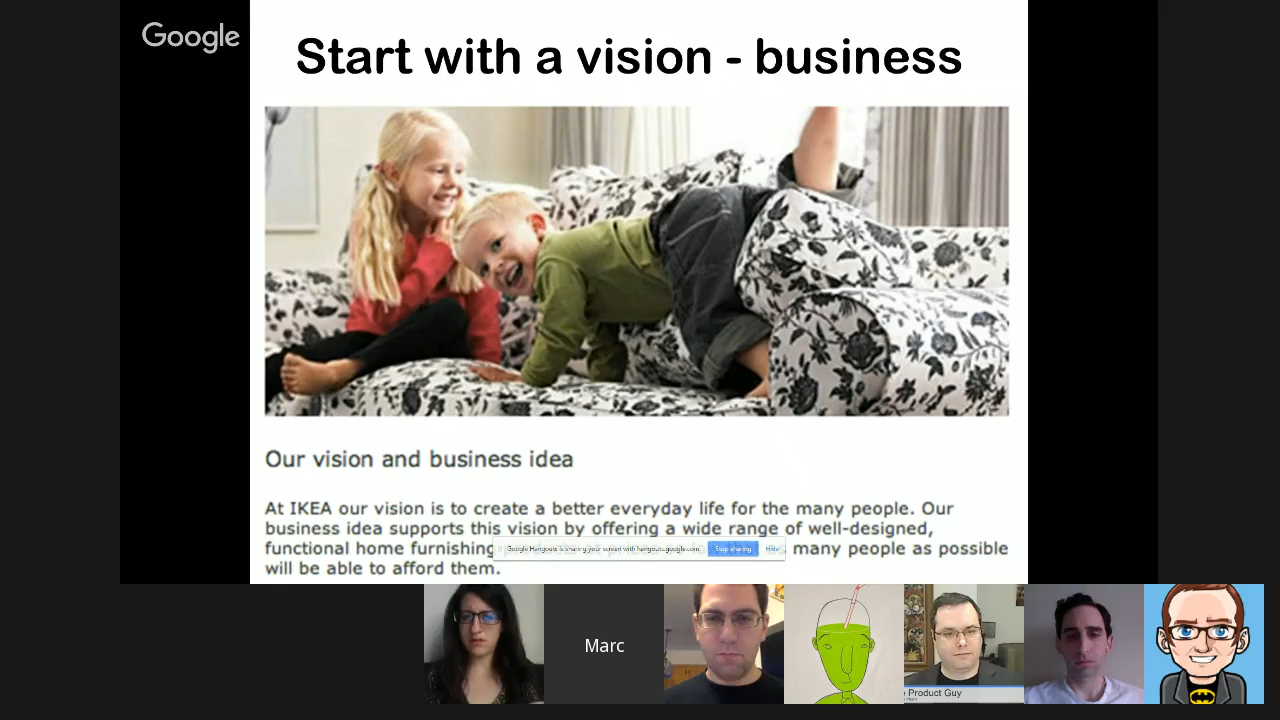 Google
Start with a vision - business
Our vision and business idea
At IKEA our vision is to create a better everyday life for the many people. Our
business idea supports this vision by offering a wide range of well-designed,
functional home furnishing
many people as possible
will be able to afford them.
Google Hangouts is sharing your screen with hangouts.google.com.
Stop sharing
Hide
Marc
Product Guy